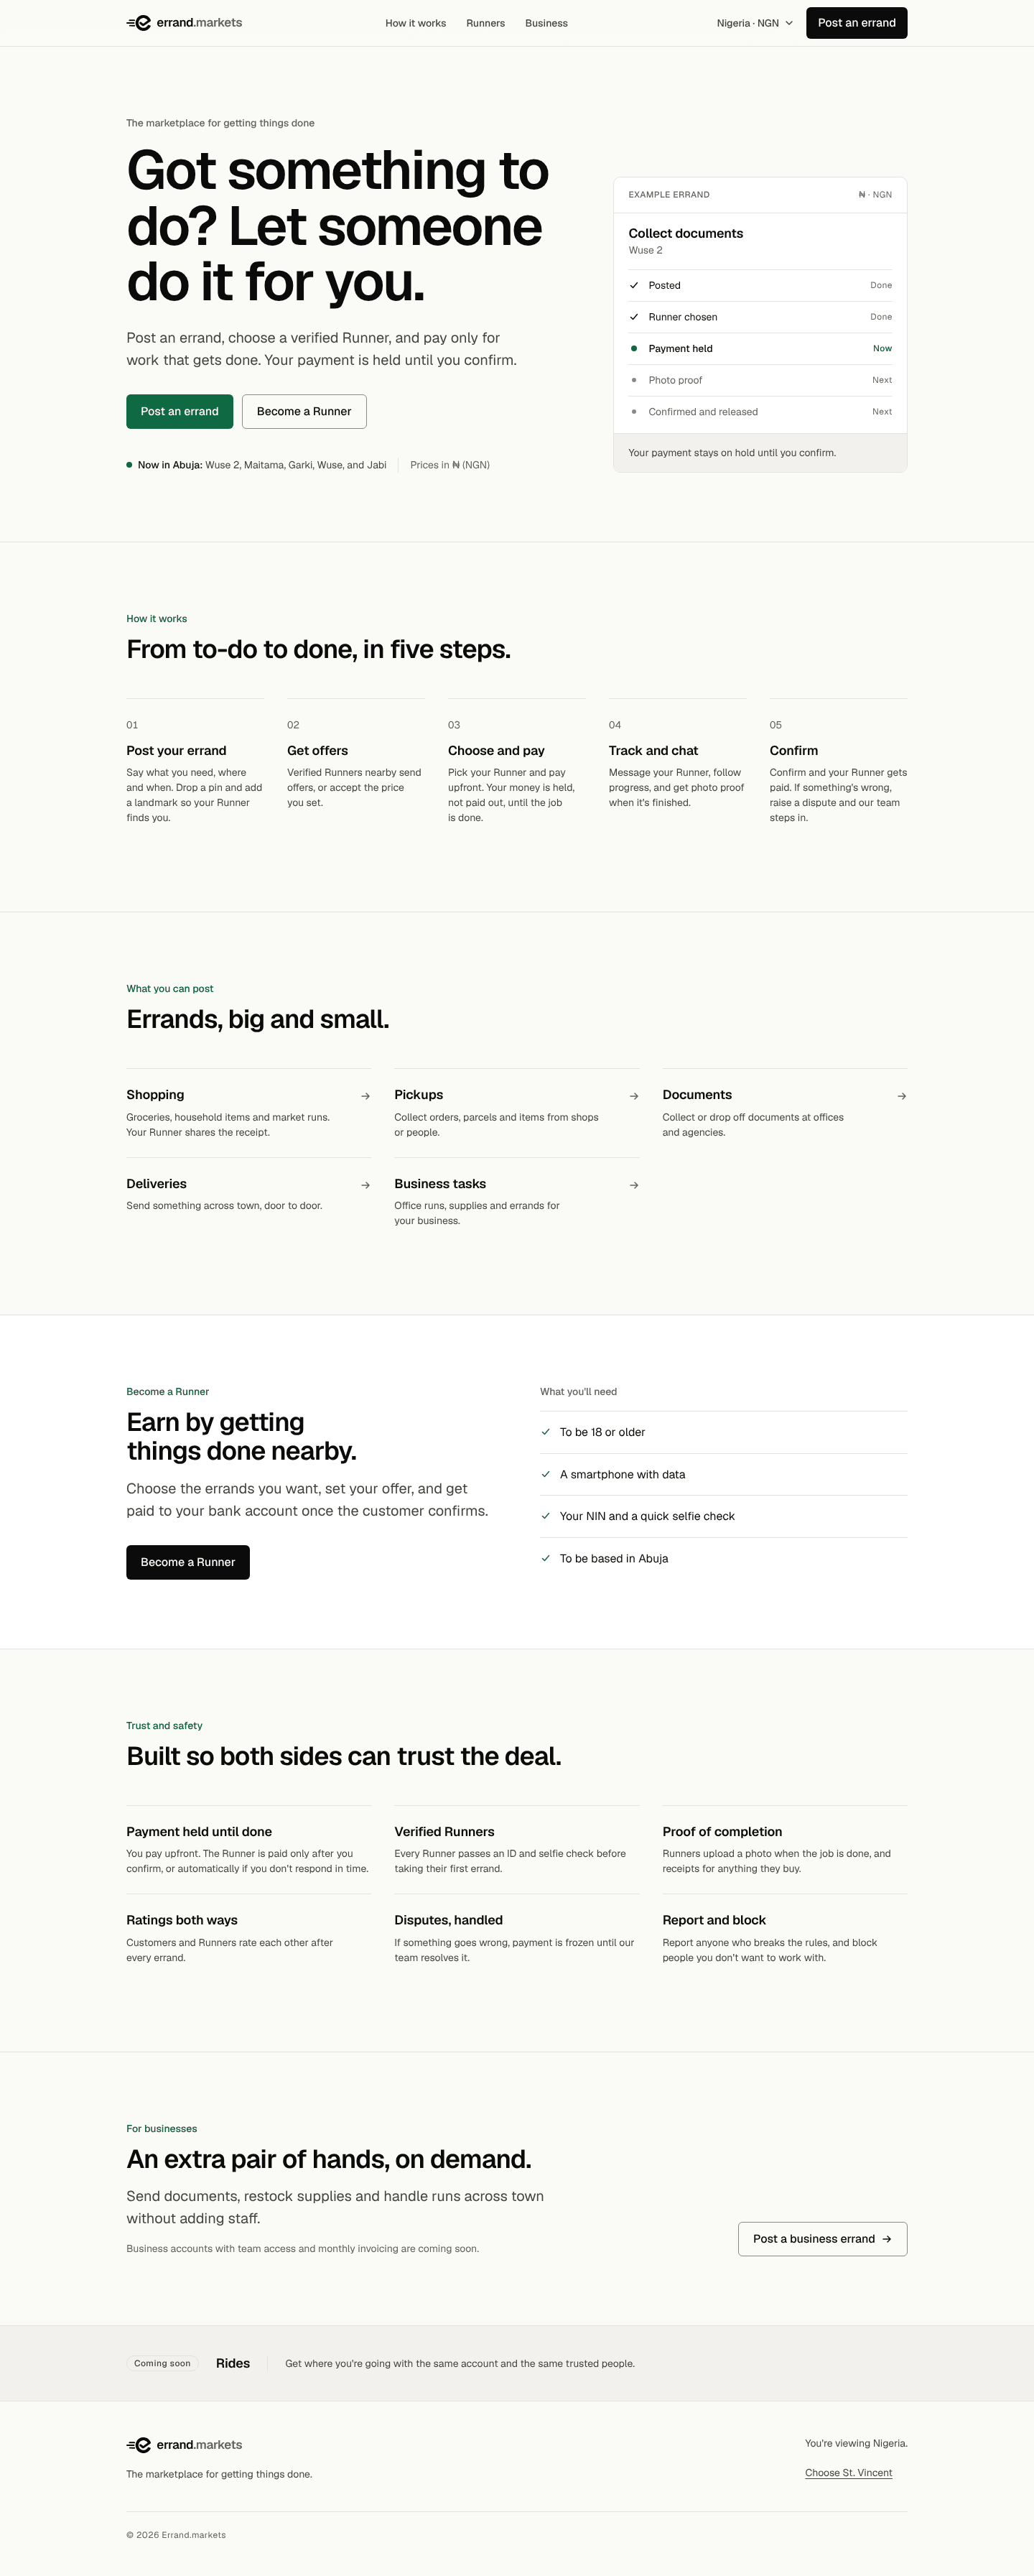 errand.markets
How it works
Runners
Business
Nigeria · NGN
Post an errand
The marketplace for getting things done
Got something to
do? Let someone
do it for you.
Post an errand, choose a verified Runner, and pay only for
work that gets done. Your payment is held until you confirm.
Post an errand
Become a Runner
Now in Abuja: Wuse 2, Maitama, Garki, Wuse, and Jabi
Prices in ₦ (NGN)
EXAMPLE ERRAND
₦ · NGN
Collect documents
Wuse 2
Posted
Done
Runner chosen
Done
Payment held
Now
Photo proof
Next
Confirmed and released
Next
Your payment stays on hold until you confirm.
How it works
From to-do to done, in five steps.
01
Post your errand
Say what you need, where
and when. Drop a pin and add
a landmark so your Runner
finds you.
02
Get offers
Verified Runners nearby send
offers, or accept the price
you set.
03
Choose and pay
Pick your Runner and pay
upfront. Your money is held,
not paid out, until the job
is done.
04
Track and chat
Message your Runner, follow
progress, and get photo proof
when it's finished.
05
Confirm
Confirm and your Runner gets
paid. If something's wrong,
raise a dispute and our team
steps in.
What you can post
Errands, big and small.
Shopping
Groceries, household items and market runs.
Your Runner shares the receipt.
Pickups
Collect orders, parcels and items from shops
or people.
Documents
Collect or drop off documents at offices
and agencies.
Deliveries
Send something across town, door to door.
Business tasks
Office runs, supplies and errands for
your business.
Become a Runner
Earn by getting
things done nearby.
Choose the errands you want, set your offer, and get
paid to your bank account once the customer confirms.
Become a Runner
What you'll need
To be 18 or older
A smartphone with data
Your NIN and a quick selfie check
To be based in Abuja
Trust and safety
Built so both sides can trust the deal.
Payment held until done
You pay upfront. The Runner is paid only after you
confirm, or automatically if you don't respond in time.
Verified Runners
Every Runner passes an ID and selfie check before
taking their first errand.
Proof of completion
Runners upload a photo when the job is done, and
receipts for anything they buy.
Ratings both ways
Customers and Runners rate each other after
every errand.
Disputes, handled
If something goes wrong, payment is frozen until our
team resolves it.
Report and block
Report anyone who breaks the rules, and block
people you don't want to work with.
For businesses
An extra pair of hands, on demand.
Send documents, restock supplies and handle runs across town
without adding staff.
Business accounts with team access and monthly invoicing are coming soon.
Post a business errand
Coming soon
Rides
Get where you're going with the same account and the same trusted people.
errand.markets
The marketplace for getting things done.
You're viewing Nigeria.
Choose St. Vincent
© 2026 Errand.markets